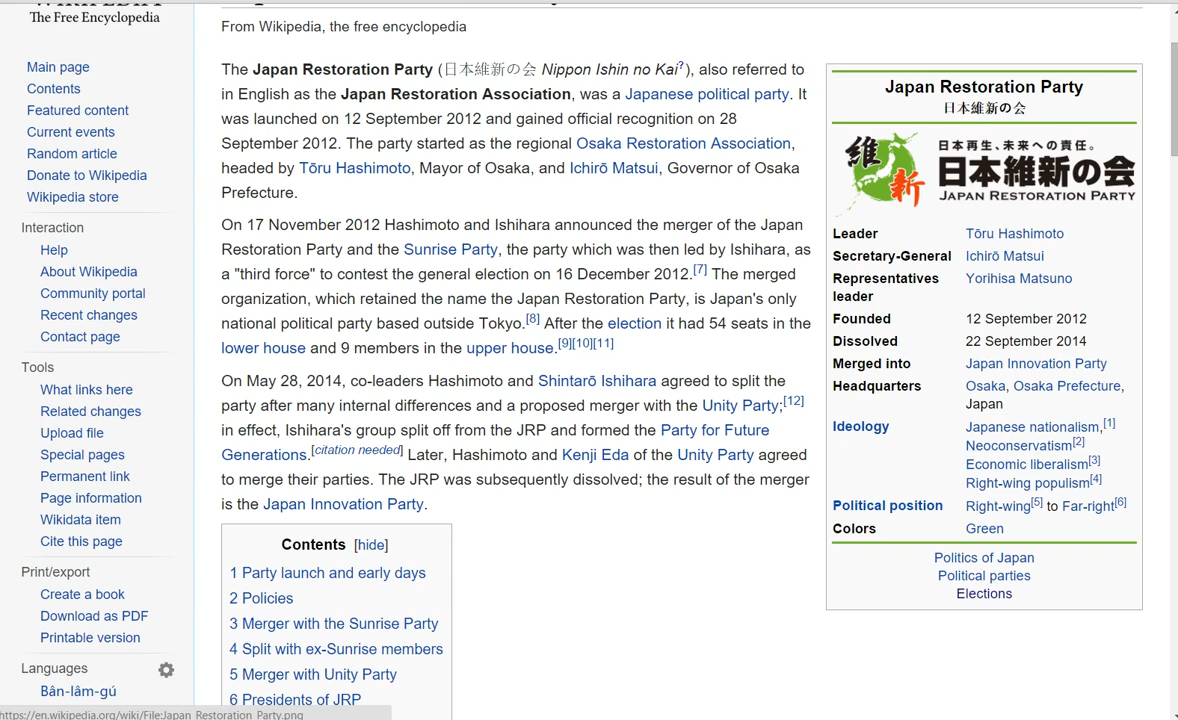 The Free Encyclopedia
Main page
Contents
Featured content
Current events
Random article
Donate to Wikipedia
Wikipedia store
Interaction
Help
About Wikipedia
Community portal
Recent changes
Contact page
Tools
What links here
Related changes
Upload file
Special pages
Permanent link
Page information
Wikidata item
Cite this page
Print/export
Create a book
Download as PDF
Printable version
Languages
Bân-lâm-gú
https://en.wikipedia.org/wiki/File:Japan_Restoration_Party.png
From Wikipedia, the free encyclopedia
The Japan Restoration Party (日本維新の会 Nippon Ishin no Kai?), also referred to
in English as the Japan Restoration Association, was a Japanese political party. It
was launched on 12 September 2012 and gained official recognition on 28
September 2012. The party started as the regional Osaka Restoration Association,
headed by Tōru Hashimoto, Mayor of Osaka, and Ichirō Matsui, Governor of Osaka
Prefecture.
On 17 November 2012 Hashimoto and Ishihara announced the merger of the Japan
Restoration Party and the Sunrise Party, the party which was then led by Ishihara, as
a "third force" to contest the general election on 16 December 2012.[7] The merged
organization, which retained the name the Japan Restoration Party, is Japan's only
national political party based outside Tokyo.[8] After the election it had 54 seats in the
lower house and 9 members in the upper house.[9][10][11]
On May 28, 2014, co-leaders Hashimoto and Shintarō Ishihara agreed to split the
party after many internal differences and a proposed merger with the Unity Party;[12]
in effect, Ishihara's group split off from the JRP and formed the Party for Future
Generations.[citation needed] Later, Hashimoto and Kenji Eda of the Unity Party agreed
to merge their parties. The JRP was subsequently dissolved; the result of the merger
is the Japan Innovation Party.
Contents [hide]
1 Party launch and early days
2 Policies
3 Merger with the Sunrise Party
4 Split with ex-Sunrise members
5 Merger with Unity Party
6 Presidents of JRP
Japan Restoration Party
日本維新の会
維新
日本再生、未来への責任。
日本維新の会
JAPAN RESTORATION PARTY
Leader Tōru Hashimoto
Secretary-General Ichirō Matsui
Representatives Yorihisa Matsuno
leader
Founded 12 September 2012
Dissolved 22 September 2014
Merged into Japan Innovation Party
Headquarters Osaka, Osaka Prefecture,
Japan
Ideology Japanese nationalism,[1]
Neoconservatism[2]
Economic liberalism[3]
Right-wing populism[4]
Political position Right-wing[5] to Far-right[6]
Colors Green
Politics of Japan
Political parties
Elections